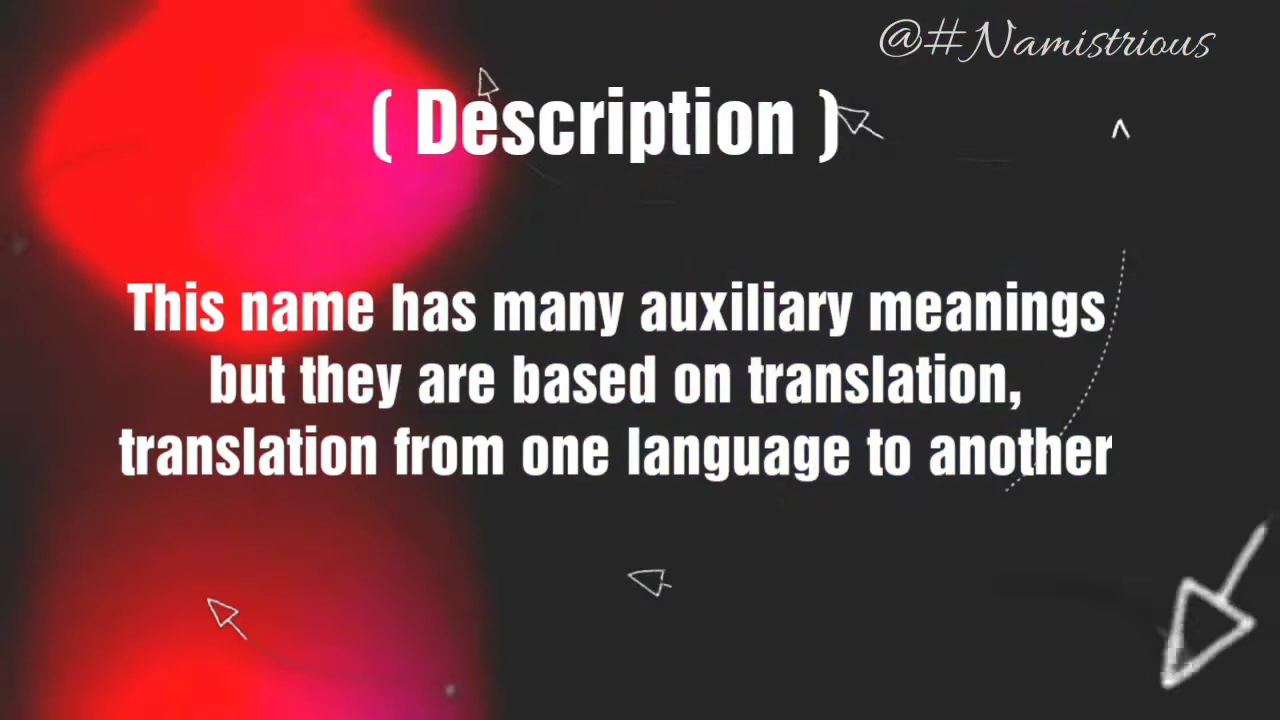 @#Namistrious
( Description )
This name has many auxiliary meanings
but they are based on translation,
translation from one language to another